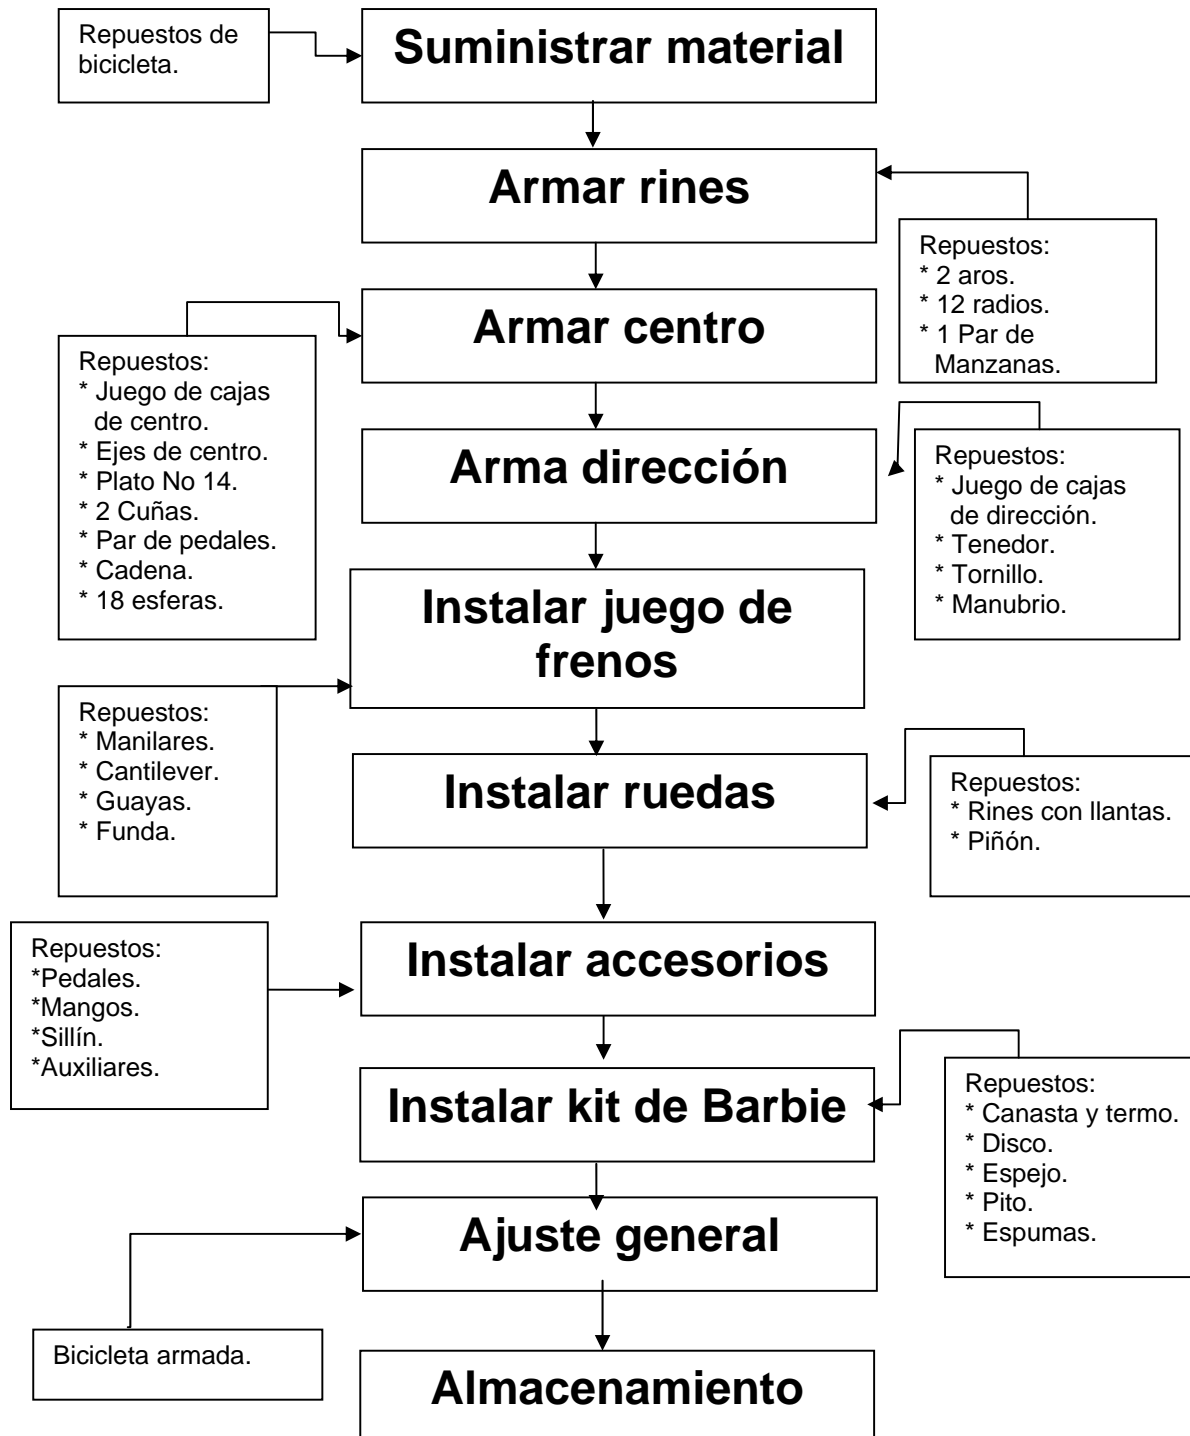 Repuestos de
bicicleta.
Suministrar material
Armar rines
Repuestos:
* 2 aros.
* 12 radios.
* 1 Par de
Manzanas.
Armar centro
Repuestos:
* Juego de cajas
de centro.
* Ejes de centro.
* Plato No 14.
* 2 Cuñas.
* Par de pedales.
* Cadena.
* 18 esferas.
Arma dirección
Repuestos:
* Juego de cajas
de dirección.
* Tenedor.
* Tornillo.
* Manubrio.
Instalar juego de
frenos
Repuestos:
* Manilares.
* Cantilever.
* Guayas.
* Funda.
Instalar ruedas
Repuestos:
* Rines con llantas.
* Piñón.
Instalar accesorios
Repuestos:
*Pedales.
*Mangos.
*Sillín.
*Auxiliares.
Instalar kit de Barbie
Repuestos:
* Canasta y termo.
* Disco.
* Espejo.
* Pito.
* Espumas.
Ajuste general
Bicicleta armada.
Almacenamiento